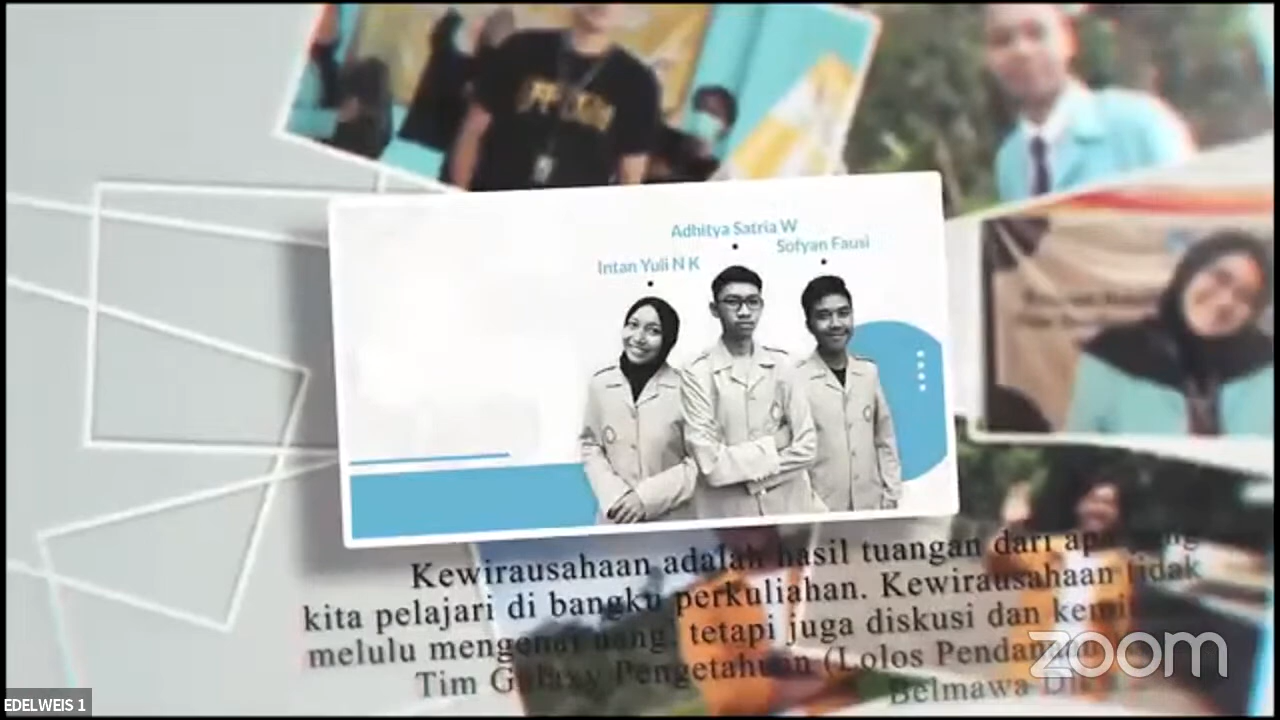 Adhitya Satria W
Sofyan Fausi
Intan Yuli N K
Kewirausahaan adalah hasil tuangan dari apa yang
kita pelajari di bangku perkuliahan. Kewirausahaan tidak
melulu mengenai uang, tetapi juga diskusi dan
Tim Galaxy Pengetahuan (Lolos Pendanaan
Belmawa
zoom
EDELWEIS 1